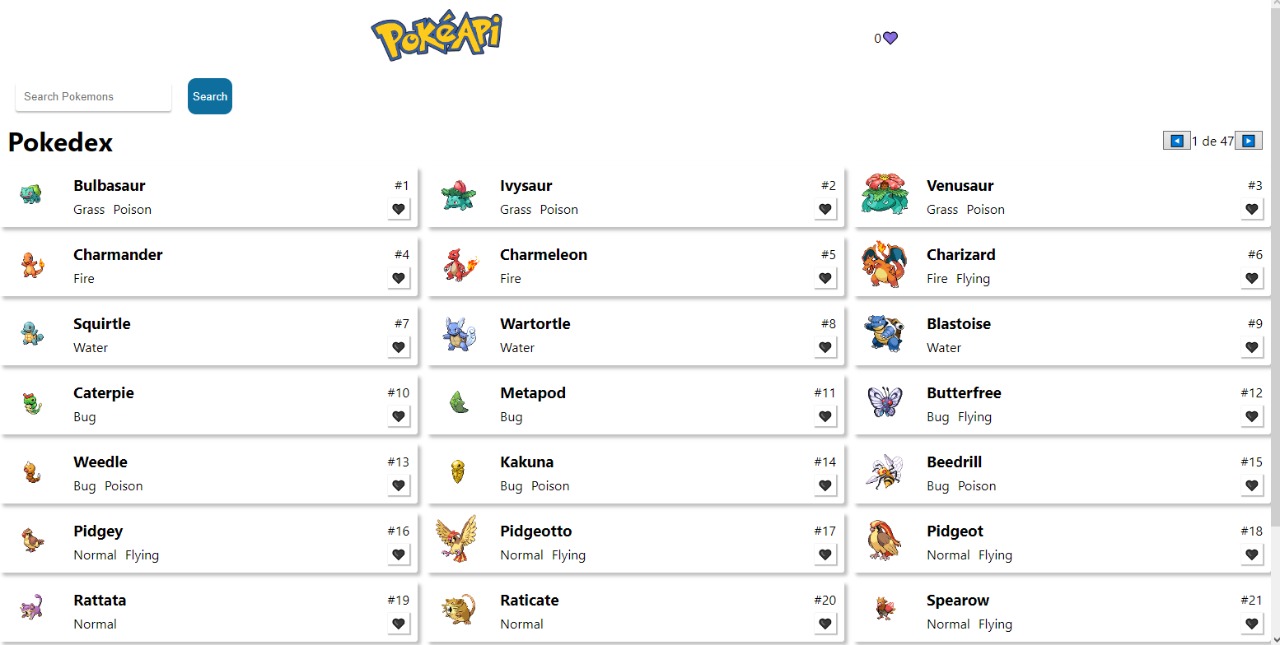 PokéApi
0
Search Pokemons Search
Pokedex
1 de 47
Bulbasaur #1 Ivysaur #2 Venusaur #3
Grass Poison Grass Poison Grass Poison
Charmander #4 Charmeleon #5 Charizard #6
Fire Fire Fire Flying
Squirtle #7 Wartortle #8 Blastoise #9
Water Water Water
Caterpie #10 Metapod #11 Butterfree #12
Bug Bug Bug Flying
Weedle #13 Kakuna #14 Beedrill #15
Bug Poison Bug Poison Bug Poison
Pidgey #16 Pidgeotto #17 Pidgeot #18
Normal Flying Normal Flying Normal Flying
Rattata #19 Raticate #20 Spearow #21
Normal Normal Normal Flying